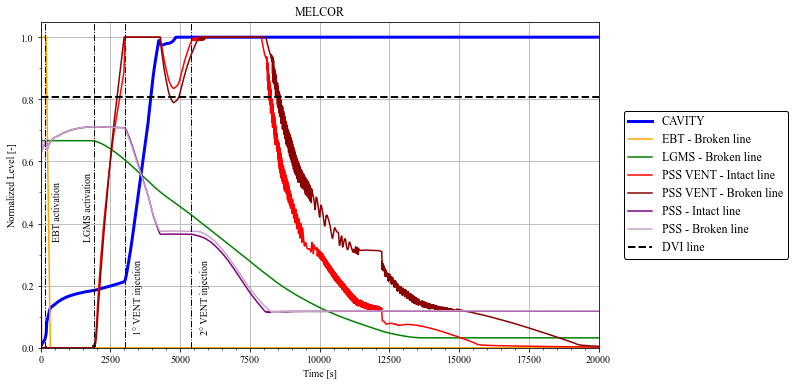 MELCOR
Normalized Level [-]
1.0
0.8
0.6
0.4
0.2
0.0
EBT activation
LGMS activation
1° VENT injection
2° VENT injection
0
2500
5000
7500
10000
12500
15000
17500
20000
Time [s]
CAVITY
EBT - Broken line
LGMS - Broken line
PSS VENT - Intact line
PSS VENT - Broken line
PSS - Intact line
PSS - Broken line
DVI line